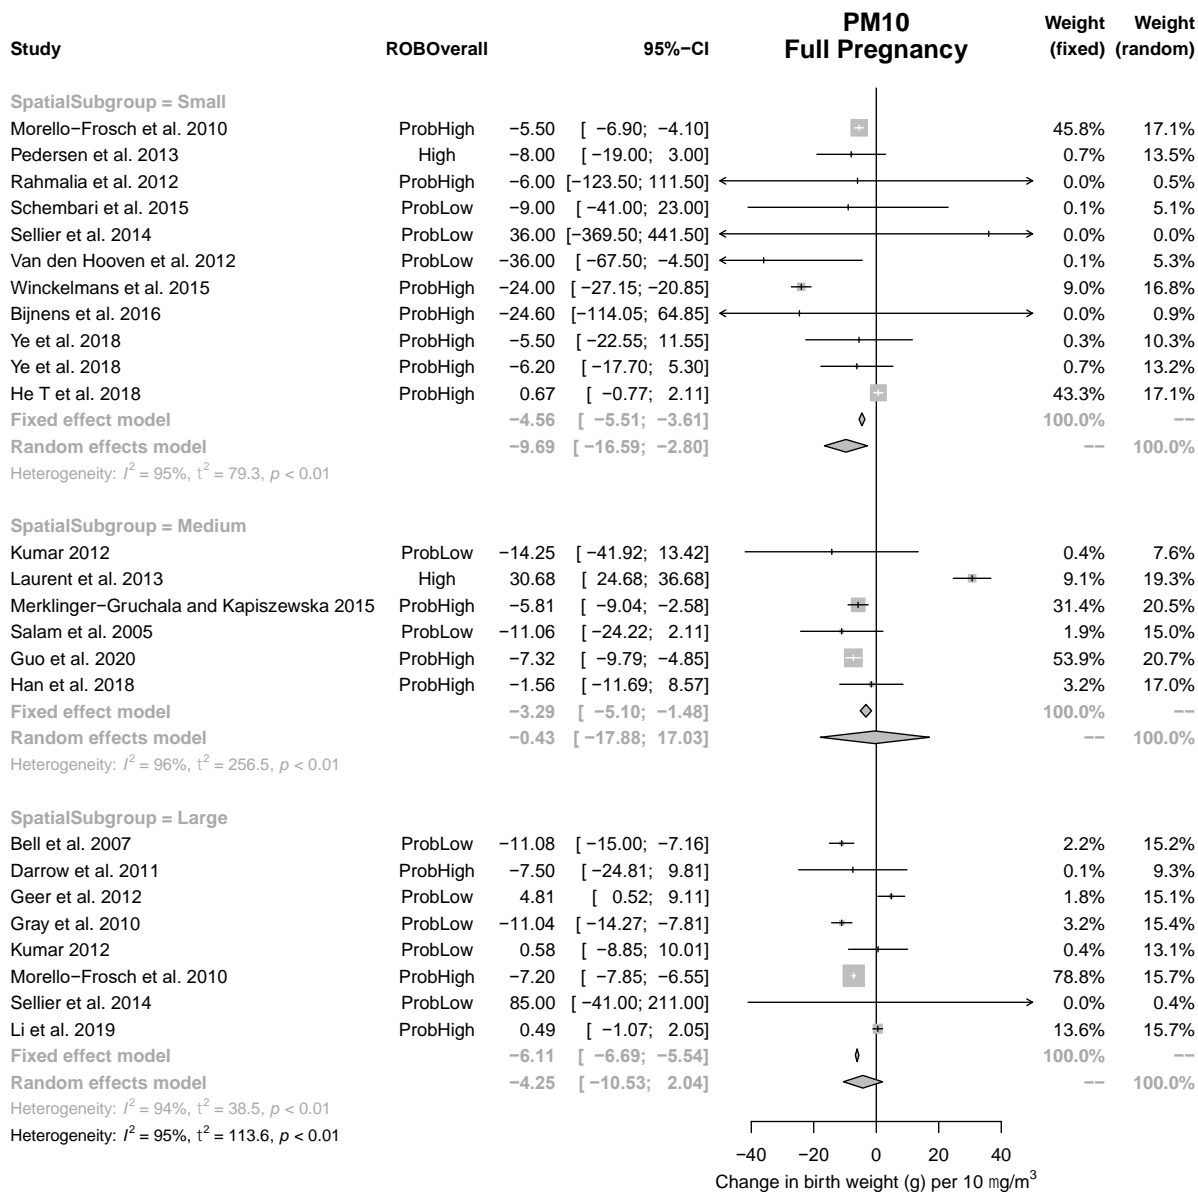 PM10
Full Pregnancy
Study ROBOverall 95%−CI Weight (fixed) Weight (random)
SpatialSubgroup = Small
Morello−Frosch et al. 2010 ProbHigh −5.50 [ −6.90; −4.10] 45.8% 17.1%
Pedersen et al. 2013 High −8.00 [ −19.00; 3.00] 0.7% 13.5%
Rahmalia et al. 2012 ProbHigh −6.00 [−123.50; 111.50] 0.0% 0.5%
Schembari et al. 2015 ProbLow −9.00 [ −41.00; 23.00] 0.1% 5.1%
Sellier et al. 2014 ProbLow 36.00 [−369.50; 441.50] 0.0% 0.0%
Van den Hooven et al. 2012 ProbLow −36.00 [ −67.50; −4.50] 0.1% 5.3%
Winckelmans et al. 2015 ProbHigh −24.00 [ −27.15; −20.85] 9.0% 16.8%
Bijnens et al. 2016 ProbHigh −24.60 [−114.05; 64.85] 0.0% 0.9%
Ye et al. 2018 ProbHigh −5.50 [ −22.55; 11.55] 0.3% 10.3%
Ye et al. 2018 ProbHigh −6.20 [ −17.70; 5.30] 0.7% 13.2%
He T et al. 2018 ProbHigh 0.67 [ −0.77; 2.11] 43.3% 17.1%
Fixed effect model −4.56 [ −5.51; −3.61] 100.0% −−
Random effects model −9.69 [ −16.59; −2.80] −− 100.0%
Heterogeneity: I² = 95%, t² = 79.3, p < 0.01
SpatialSubgroup = Medium
Kumar 2012 ProbLow −14.25 [ −41.92; 13.42] 0.4% 7.6%
Laurent et al. 2013 High 30.68 [ 24.68; 36.68] 9.1% 19.3%
Merklinger−Gruchala and Kapiszewska 2015 ProbHigh −5.81 [ −9.04; −2.58] 31.4% 20.5%
Salam et al. 2005 ProbLow −11.06 [ −24.22; 2.11] 1.9% 15.0%
Guo et al. 2020 ProbHigh −7.32 [ −9.79; −4.85] 53.9% 20.7%
Han et al. 2018 ProbHigh −1.56 [ −11.69; 8.57] 3.2% 17.0%
Fixed effect model −3.29 [ −5.10; −1.48] 100.0% −−
Random effects model −0.43 [ −17.88; 17.03] −− 100.0%
Heterogeneity: I² = 96%, t² = 256.5, p < 0.01
SpatialSubgroup = Large
Bell et al. 2007 ProbLow −11.08 [ −15.00; −7.16] 2.2% 15.2%
Darrow et al. 2011 ProbHigh −7.50 [ −24.81; 9.81] 0.1% 9.3%
Geer et al. 2012 ProbLow 4.81 [ 0.52; 9.11] 1.8% 15.1%
Gray et al. 2010 ProbLow −11.04 [ −14.27; −7.81] 3.2% 15.4%
Kumar 2012 ProbLow 0.58 [ −8.85; 10.01] 0.4% 13.1%
Morello−Frosch et al. 2010 ProbHigh −7.20 [ −7.85; −6.55] 78.8% 15.7%
Sellier et al. 2014 ProbLow 85.00 [ −41.00; 211.00] 0.0% 0.4%
Li et al. 2019 ProbHigh 0.49 [ −1.07; 2.05] 13.6% 15.7%
Fixed effect model −6.11 [ −6.69; −5.54] 100.0% −−
Random effects model −4.25 [ −10.53; 2.04] −− 100.0%
Heterogeneity: I² = 94%, t² = 38.5, p < 0.01
Heterogeneity: I² = 95%, t² = 113.6, p < 0.01
−40 −20 0 20 40
Change in birth weight (g) per 10 mg/m³